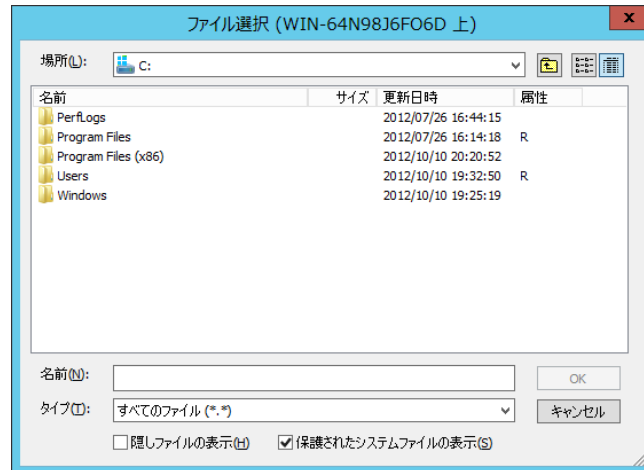 ファイル選択 (WIN-64N98J6FO6D 上)
x
場所(L): C:
名前 サイズ 更新日時 属性
PerfLogs 2012/07/26 16:44:15
Program Files 2012/07/26 16:14:18 R
Program Files (x86) 2012/10/10 20:20:52
Users 2012/10/10 19:32:50 R
Windows 2012/10/10 19:25:19
名前(N): OK
タイプ(T): すべてのファイル (*.*) キャンセル
隠しファイルの表示(H) 保護されたシステムファイルの表示(S)